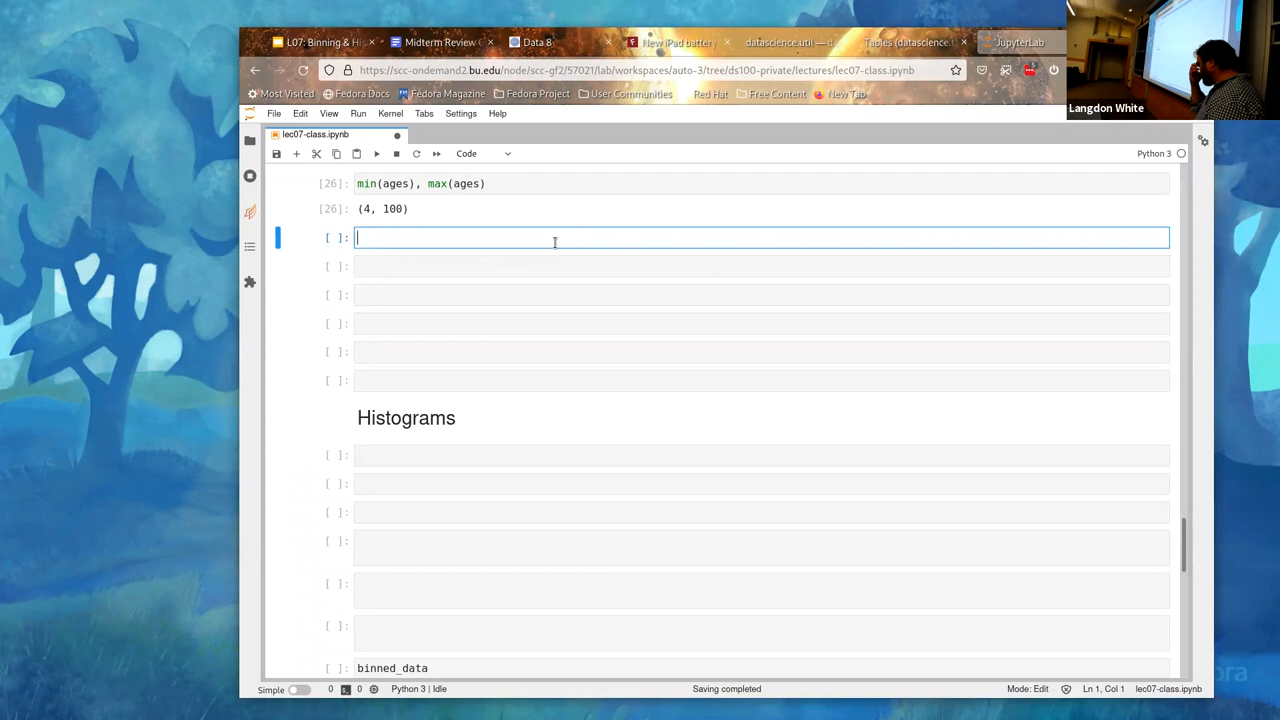 L07: Binning & Hi
Midterm Review
Data 8
New iPad battery
datascience.util —
Tables (datascience.
JupyterLab
https://scc-ondemand2.bu.edu/node/scc-gf2/57021/lab/workspaces/auto-3/tree/ds100-private/lectures/lec07-class.ipynb
Most Visited
Fedora Docs
Fedora Magazine
Fedora Project
User Communities
Red Hat
Free Content
New Tab
Langdon White
File Edit View Run Kernel Tabs Settings Help
lec07-class.ipynb
Code
Python 3
[26]: min(ages), max(ages)
[26]: (4, 100)
[ ]:
[ ]:
[ ]:
[ ]:
[ ]:
[ ]:
Histograms
[ ]:
[ ]:
[ ]:
[ ]:
[ ]:
[ ]:
[ ]: binned_data
Simple 0 0 Python 3 | Idle Saving completed Mode: Edit Ln 1, Col 1 lec07-class.ipynb